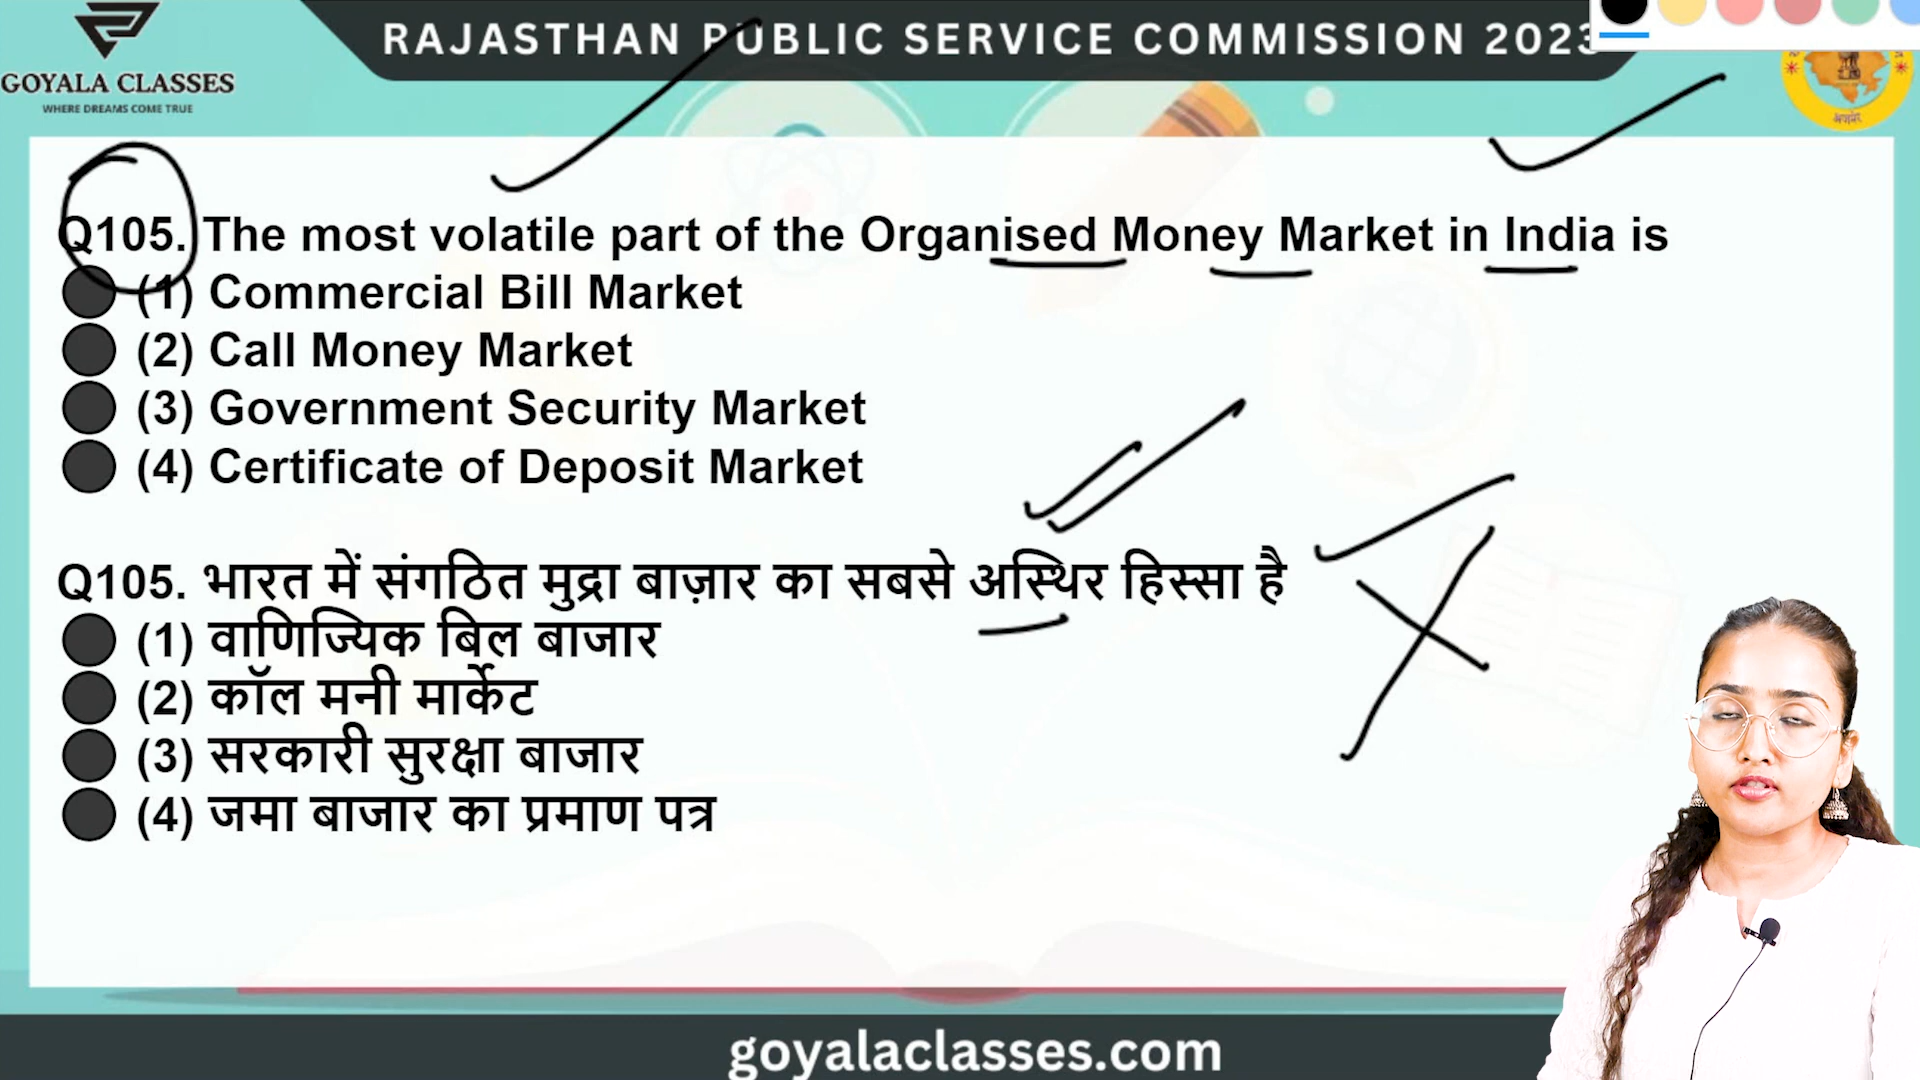 RAJASTHAN PUBLIC SERVICE COMMISSION 2023
GOYALA CLASSES
WHERE DREAMS COME TRUE
अजमेर
Q105. The most volatile part of the Organised Money Market in India is
(1) Commercial Bill Market
(2) Call Money Market
(3) Government Security Market
(4) Certificate of Deposit Market
Q105. भारत में संगठित मुद्रा बाज़ार का सबसे अस्थिर हिस्सा है
(1) वाणिज्यिक बिल बाजार
(2) कॉल मनी मार्केट
(3) सरकारी सुरक्षा बाजार
(4) जमा बाजार का प्रमाण पत्र
goyalaclasses.com